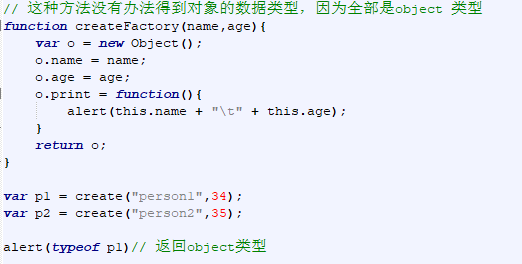 // 这种方法没有办法得到对象的数据类型，因为全部是object 类型
function createFactory(name,age){
var o = new Object();
o.name = name;
o.age = age;
o.print = function(){
alert(this.name + "\t" + this.age);
}
return o;
}
var p1 = create("person1",34);
var p2 = create("person2",35);
alert(typeof p1)// 返回object类型